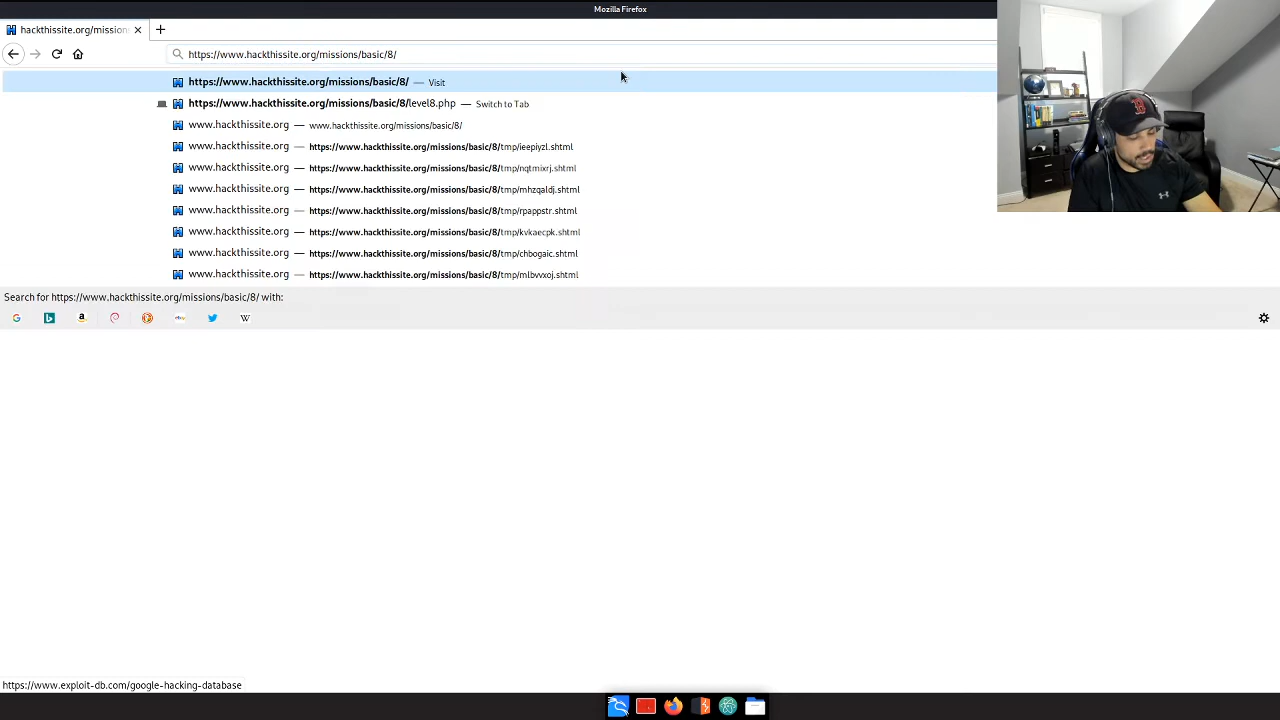 Mozilla Firefox
hackthissite.org/missions
https://www.hackthissite.org/missions/basic/8/
https://www.hackthissite.org/missions/basic/8/ — Visit
https://www.hackthissite.org/missions/basic/8/level8.php — Switch to Tab
www.hackthissite.org — www.hackthissite.org/missions/basic/8/
www.hackthissite.org — https://www.hackthissite.org/missions/basic/8/tmp/ieepiyzl.shtml
www.hackthissite.org — https://www.hackthissite.org/missions/basic/8/tmp/nqtmixrj.shtml
www.hackthissite.org — https://www.hackthissite.org/missions/basic/8/tmp/mhzqaldj.shtml
www.hackthissite.org — https://www.hackthissite.org/missions/basic/8/tmp/rpappstr.shtml
www.hackthissite.org — https://www.hackthissite.org/missions/basic/8/tmp/kvkaecpk.shtml
www.hackthissite.org — https://www.hackthissite.org/missions/basic/8/tmp/chbogaic.shtml
www.hackthissite.org — https://www.hackthissite.org/missions/basic/8/tmp/mlbvvxoj.shtml
Search for https://www.hackthissite.org/missions/basic/8/ with:
https://www.exploit-db.com/google-hacking-database